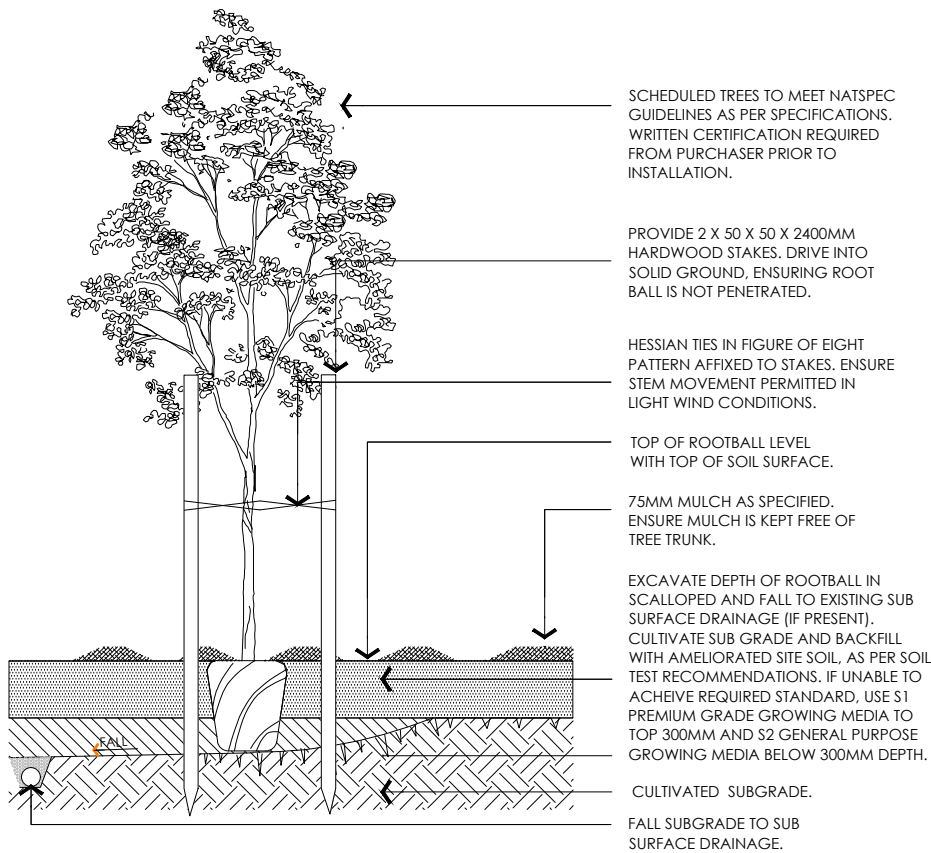 SCHEDULED TREES TO MEET NATSPEC
GUIDELINES AS PER SPECIFICATIONS.
WRITTEN CERTIFICATION REQUIRED
FROM PURCHASER PRIOR TO
INSTALLATION.
PROVIDE 2 X 50 X 50 X 2400MM
HARDWOOD STAKES. DRIVE INTO
SOLID GROUND, ENSURING ROOT
BALL IS NOT PENETRATED.
HESSIAN TIES IN FIGURE OF EIGHT
PATTERN AFFIXED TO STAKES. ENSURE
STEM MOVEMENT PERMITTED IN
LIGHT WIND CONDITIONS.
TOP OF ROOTBALL LEVEL
WITH TOP OF SOIL SURFACE.
75MM MULCH AS SPECIFIED.
ENSURE MULCH IS KEPT FREE OF
TREE TRUNK.
EXCAVATE DEPTH OF ROOTBALL IN
SCALLOPED AND FALL TO EXISTING SUB
SURFACE DRAINAGE (IF PRESENT).
CULTIVATE SUB GRADE AND BACKFILL
WITH AMELIORATED SITE SOIL, AS PER SOIL
TEST RECOMMENDATIONS. IF UNABLE TO
ACHEIVE REQUIRED STANDARD, USE S1
PREMIUM GRADE GROWING MEDIA TO
TOP 300MM AND S2 GENERAL PURPOSE
GROWING MEDIA BELOW 300MM DEPTH.
FALL
CULTIVATED SUBGRADE.
FALL SUBGRADE TO SUB
SURFACE DRAINAGE.